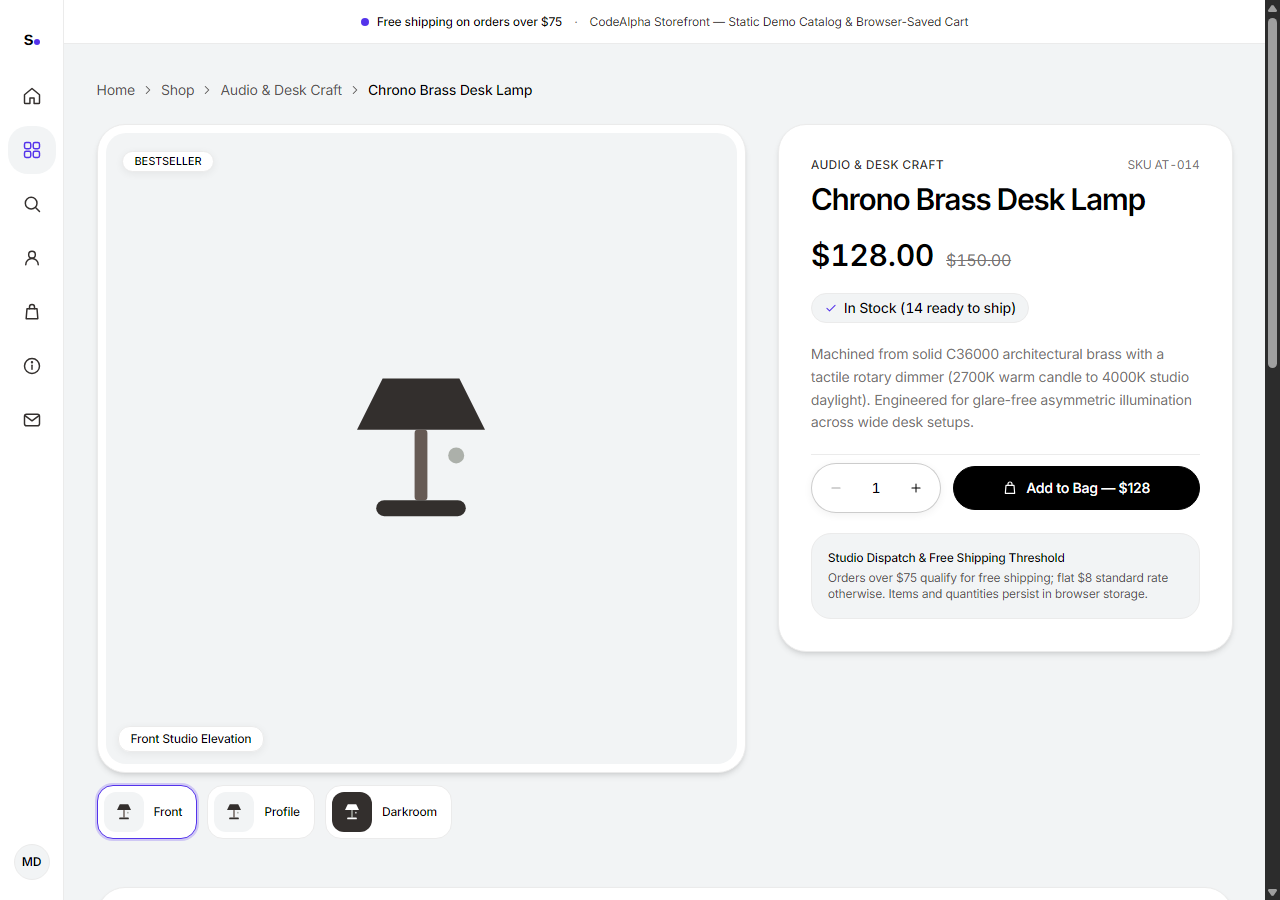 Free shipping on orders over $75 · CodeAlpha Storefront — Static Demo Catalog & Browser-Saved Cart
S.
Home > Shop > Audio & Desk Craft > Chrono Brass Desk Lamp
BESTSELLER
Front Studio Elevation
Front
Profile
Darkroom
AUDIO & DESK CRAFT
SKU AT-014
Chrono Brass Desk Lamp
$128.00 $150.00
In Stock (14 ready to ship)
Machined from solid C36000 architectural brass with a
tactile rotary dimmer (2700K warm candle to 4000K studio
daylight). Engineered for glare-free asymmetric illumination
across wide desk setups.
− 1 +
Add to Bag — $128
Studio Dispatch & Free Shipping Threshold
Orders over $75 qualify for free shipping; flat $8 standard rate
otherwise. Items and quantities persist in browser storage.
MD